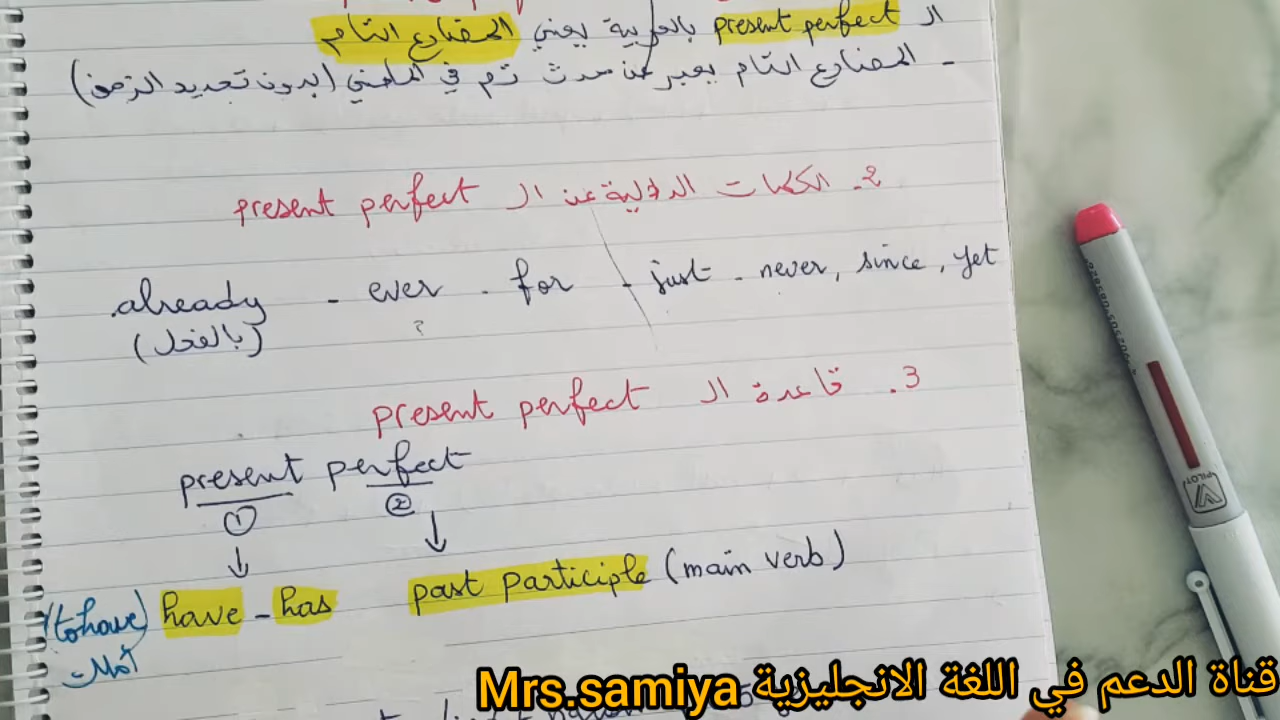 الـ present perfect بالعربية يعني المضارع التام
- المضارع التام يعبر عن حدث تم في الماضي (بدون تحديد الزمن)
2. الكلمات الدولية عن الـ present perfect
already - ever - for - just - never, since, yet
(بالفعل) ?
3. قاعدة الـ present perfect
present perfect
① ②
(to have) have - has past participle (main verb)
أملك
قناة الدعم في اللغة الانجليزية Mrs.samiya
PILOT